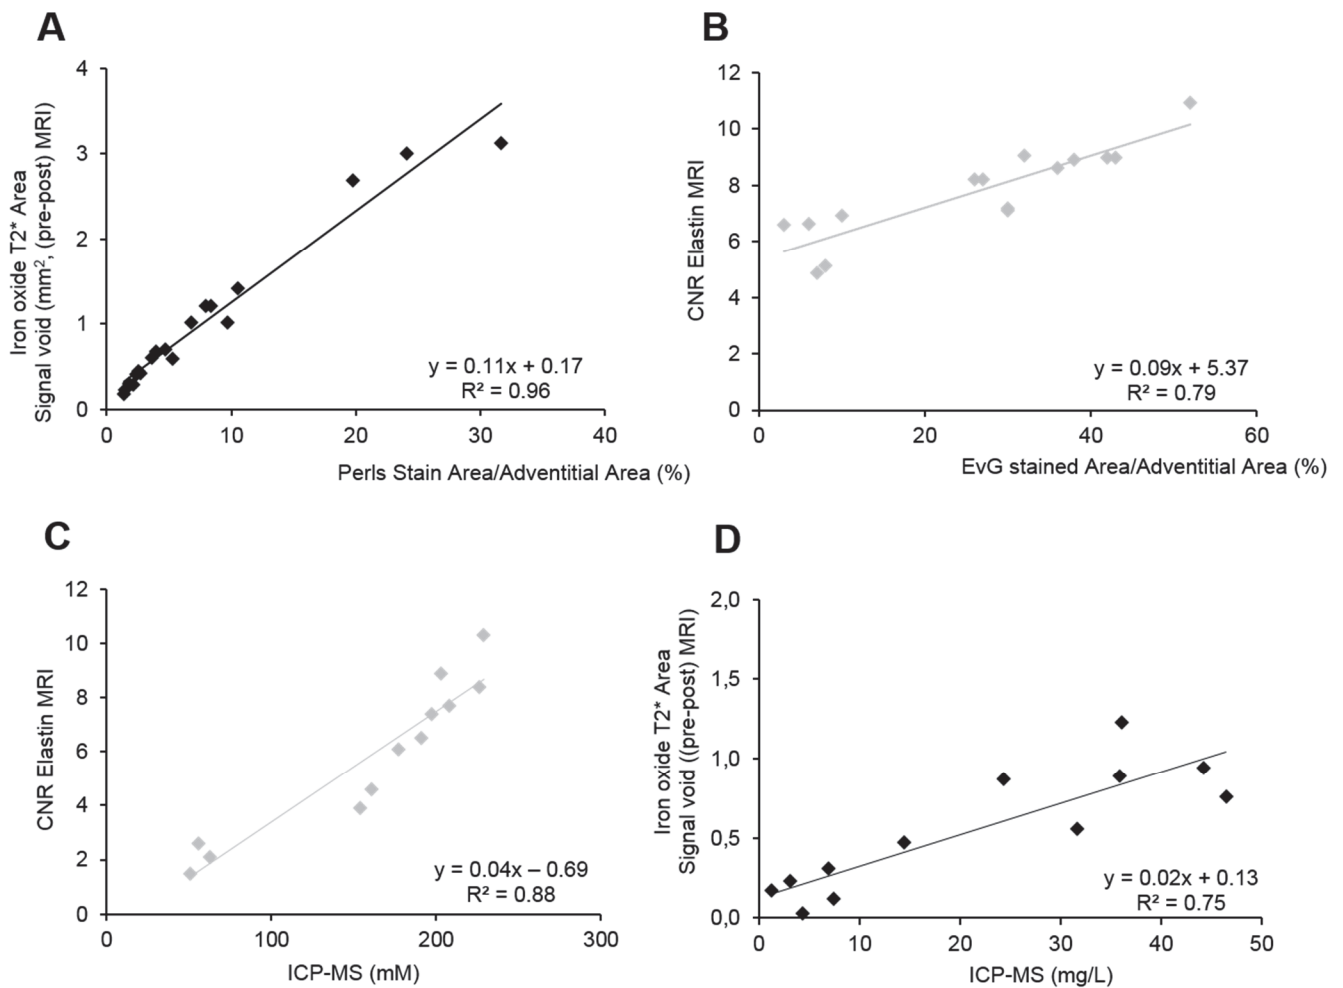 A
4
3
2
1
0
0 10 20 30 40
Iron oxide T2* Area
Signal void (mm², (pre-post) MRI)
y = 0.11x + 0.17
R² = 0.96
Perls Stain Area/Adventitial Area (%)
B
12
10
8
6
4
2
0
0 20 40 60
CNR Elastin MRI
y = 0.09x + 5.37
R² = 0.79
EvG stained Area/Adventitial Area (%)
C
12
10
8
6
4
2
0
0 100 200 300
CNR Elastin MRI
y = 0.04x – 0.69
R² = 0.88
ICP-MS (mM)
D
2,0
1,5
1,0
0,5
0,0
0 10 20 30 40 50
Iron oxide T2* Area
Signal void ((pre-post) MRI)
y = 0.02x + 0.13
R² = 0.75
ICP-MS (mg/L)